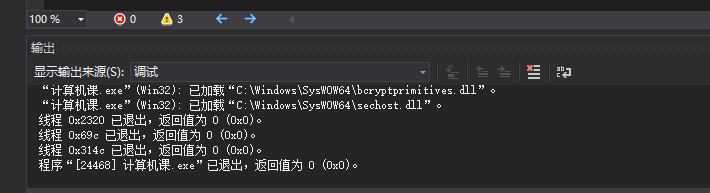 100 %
0
3
输出
显示输出来源(S): 调试
“计算机课.exe”(Win32): 已加载“C:\Windows\SysWOW64\bcryptprimitives.dll”。
“计算机课.exe”(Win32): 已加载“C:\Windows\SysWOW64\sechost.dll”。
线程 0x2320 已退出，返回值为 0 (0x0)。
线程 0x69c 已退出，返回值为 0 (0x0)。
线程 0x314c 已退出，返回值为 0 (0x0)。
程序“[24468] 计算机课.exe”已退出，返回值为 0 (0x0)。